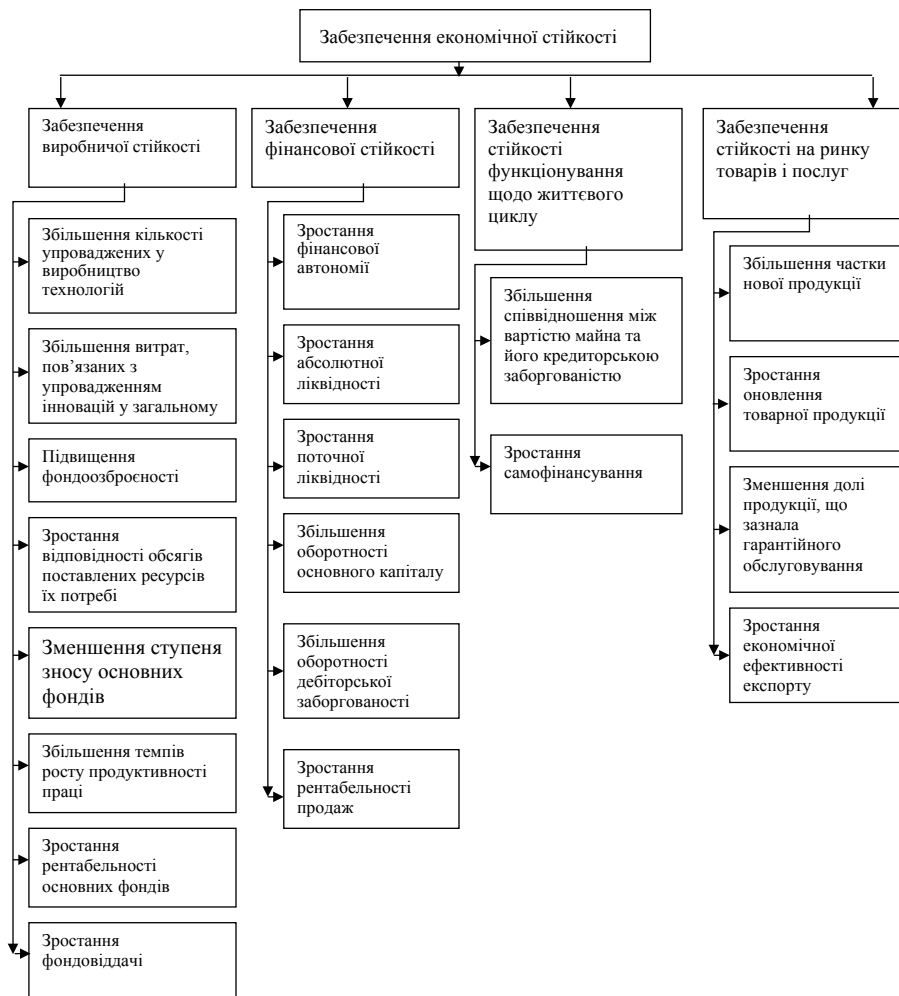 Забезпечення економічної стійкості
Забезпечення
виробничої стійкості
Збільшення кількості
упроваджених у
виробництво
технологій
Збільшення витрат,
пов’язаних з
упровадженням
інновацій у загальному
Підвищення
фондоозброєності
Зростання
відповідності обсягів
поставлених ресурсів
їх потребі
Зменшення ступеня
зносу основних
фондів
Збільшення темпів
росту продуктивності
праці
Зростання
рентабельності
основних фондів
Зростання
фондовіддачі
Забезпечення
фінансової стійкості
Зростання
фінансової
автономії
Зростання
абсолютної
ліквідності
Зростання
поточної
ліквідності
Збільшення
оборотності
основного капіталу
Збільшення
оборотності
дебіторської
заборгованості
Зростання
рентабельності
продаж
Забезпечення
стійкості
функціонування
щодо життєвого
циклу
Збільшення
співвідношення між
вартістю майна та
його кредиторською
заборгованістю
Зростання
самофінансування
Забезпечення
стійкості на ринку
товарів і послуг
Збільшення частки
нової продукції
Зростання
оновлення
товарної продукції
Зменшення долі
продукції, що
зазнала
гарантійного
обслуговування
Зростання
економічної
ефективності
експорту